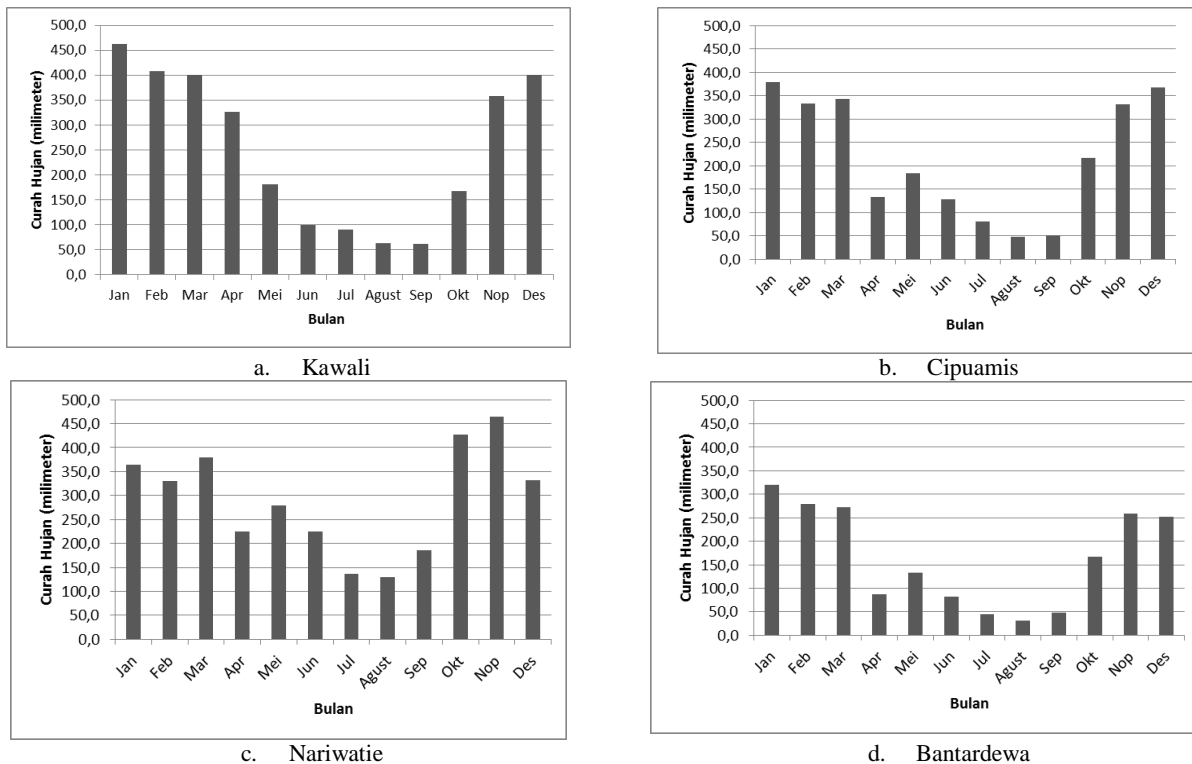 Curah Hujan (milimeter)
500,0
450,0
400,0
350,0
300,0
250,0
200,0
150,0
100,0
50,0
0,0
Jan Feb Mar Apr Mei Jun Jul Agust Sep Okt Nop Des
Bulan
a. Kawali
Curah Hujan (milimeter)
500,0
450,0
400,0
350,0
300,0
250,0
200,0
150,0
100,0
50,0
0,0
Jan Feb Mar Apr Mei Jun Jul Agust Sep Okt Nop Des
Bulan
b. Cipuamis
Curah Hujan (milimeter)
500,0
450,0
400,0
350,0
300,0
250,0
200,0
150,0
100,0
50,0
0,0
Jan Feb Mar Apr Mei Jun Jul Agust Sep Okt Nop Des
Bulan
c. Nariwatie
Curah Hujan (milimeter)
500,0
450,0
400,0
350,0
300,0
250,0
200,0
150,0
100,0
50,0
0,0
Jan Feb Mar Apr Mei Jun Jul Agust Sep Okt Nop Des
Bulan
d. Bantardewa